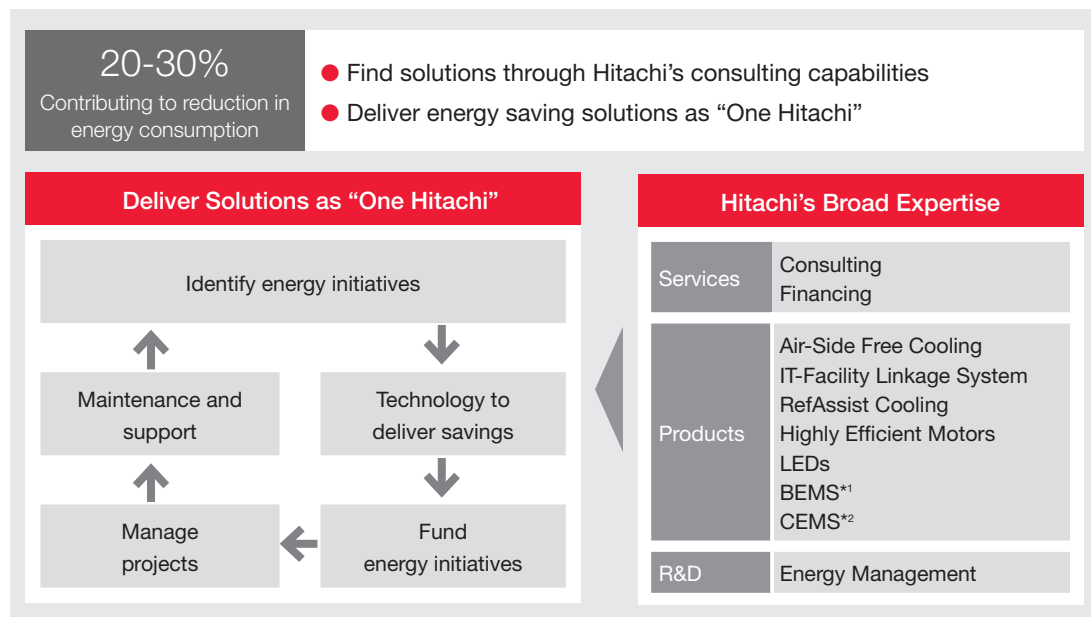 20-30%
Contributing to reduction in
energy consumption
● Find solutions through Hitachi’s consulting capabilities
● Deliver energy saving solutions as “One Hitachi”
Deliver Solutions as “One Hitachi”
Identify energy initiatives
Technology to
deliver savings
Fund
energy initiatives
Manage
projects
Maintenance and
support
Hitachi’s Broad Expertise
Services
Consulting
Financing
Products
Air-Side Free Cooling
IT-Facility Linkage System
RefAssist Cooling
Highly Efficient Motors
LEDs
BEMS*1
CEMS*2
R&D
Energy Management